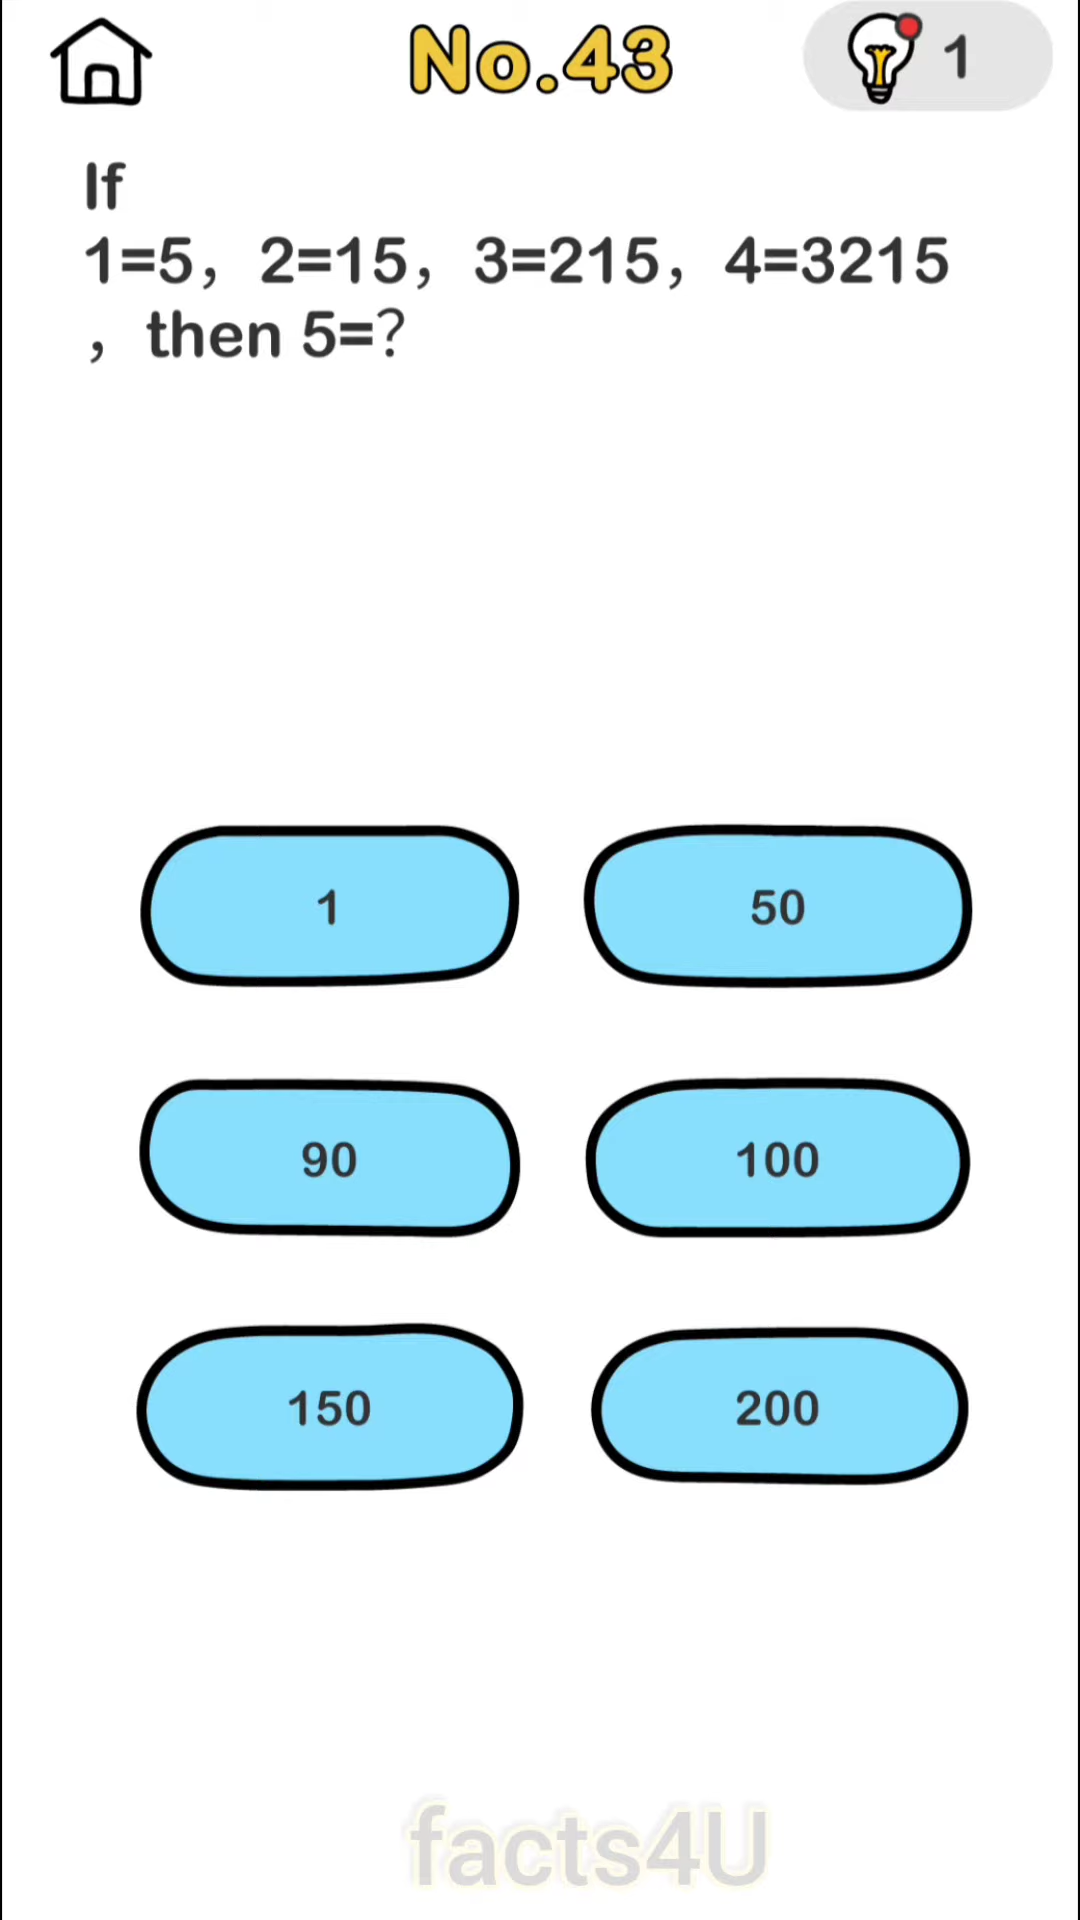 No.43
1
If
1=5，2=15，3=215，4=3215
，then 5=?
1
50
90
100
150
200
facts4U